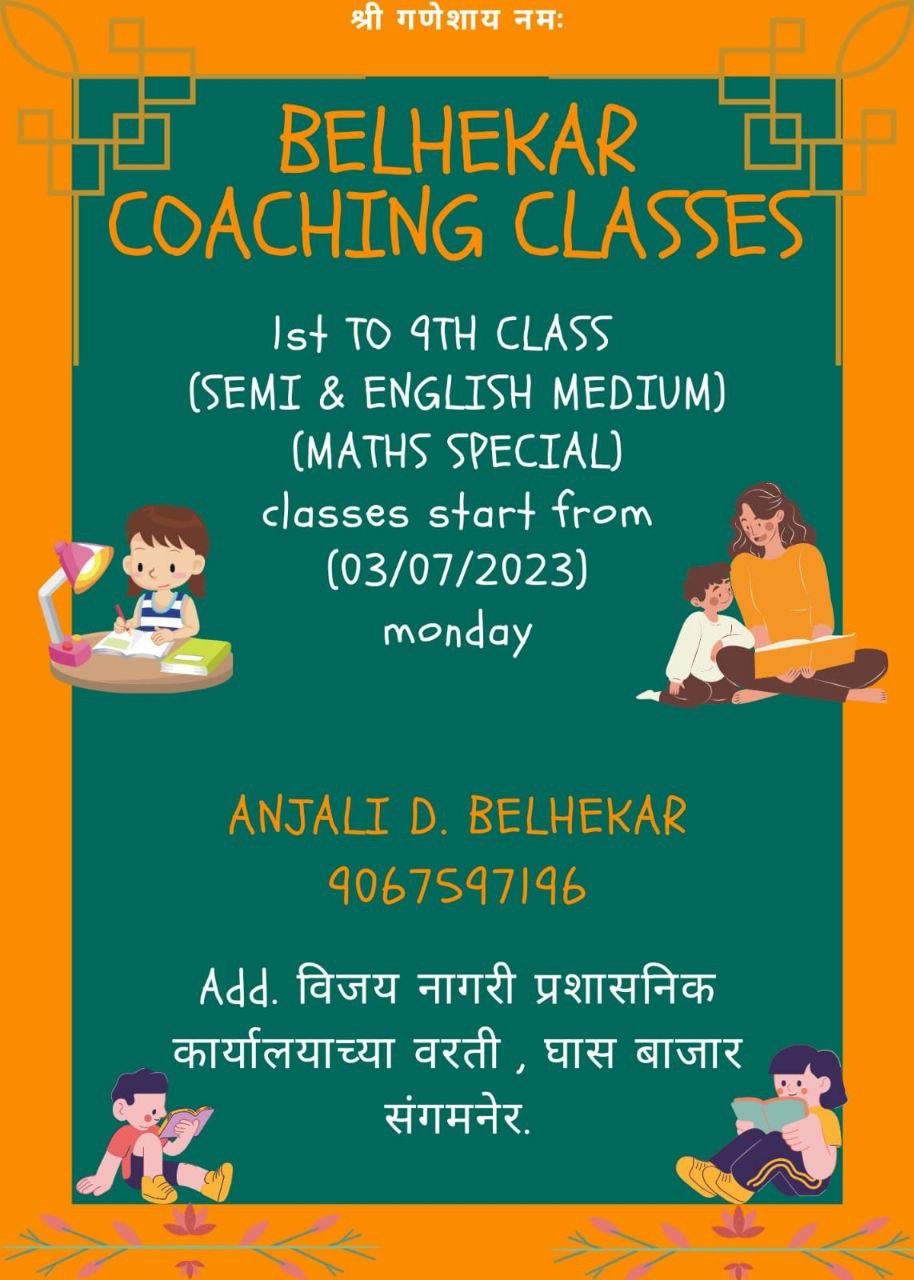 श्री गणेशाय नमः
BELHEKAR
COACHING CLASSES
1st TO 9TH CLASS
(SEMI & ENGLISH MEDIUM)
(MATHS SPECIAL)
classes start from
(03/07/2023)
monday
ANJALI D. BELHEKAR
9067597196
Add. विजय नागरी प्रशासनिक
कार्यालयाच्या वरती , घास बाजार
संगमनेर.